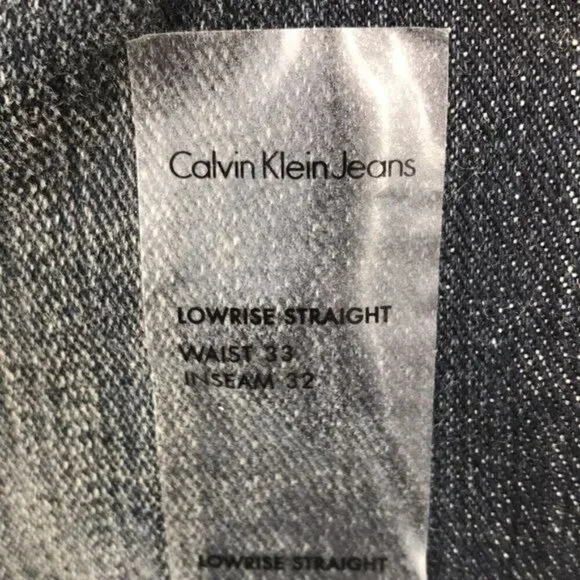 Calvin Klein Jeans
LOWRISE STRAIGHT
WAIST 33
INSEAM 32
LOWRISE STRAIGHT